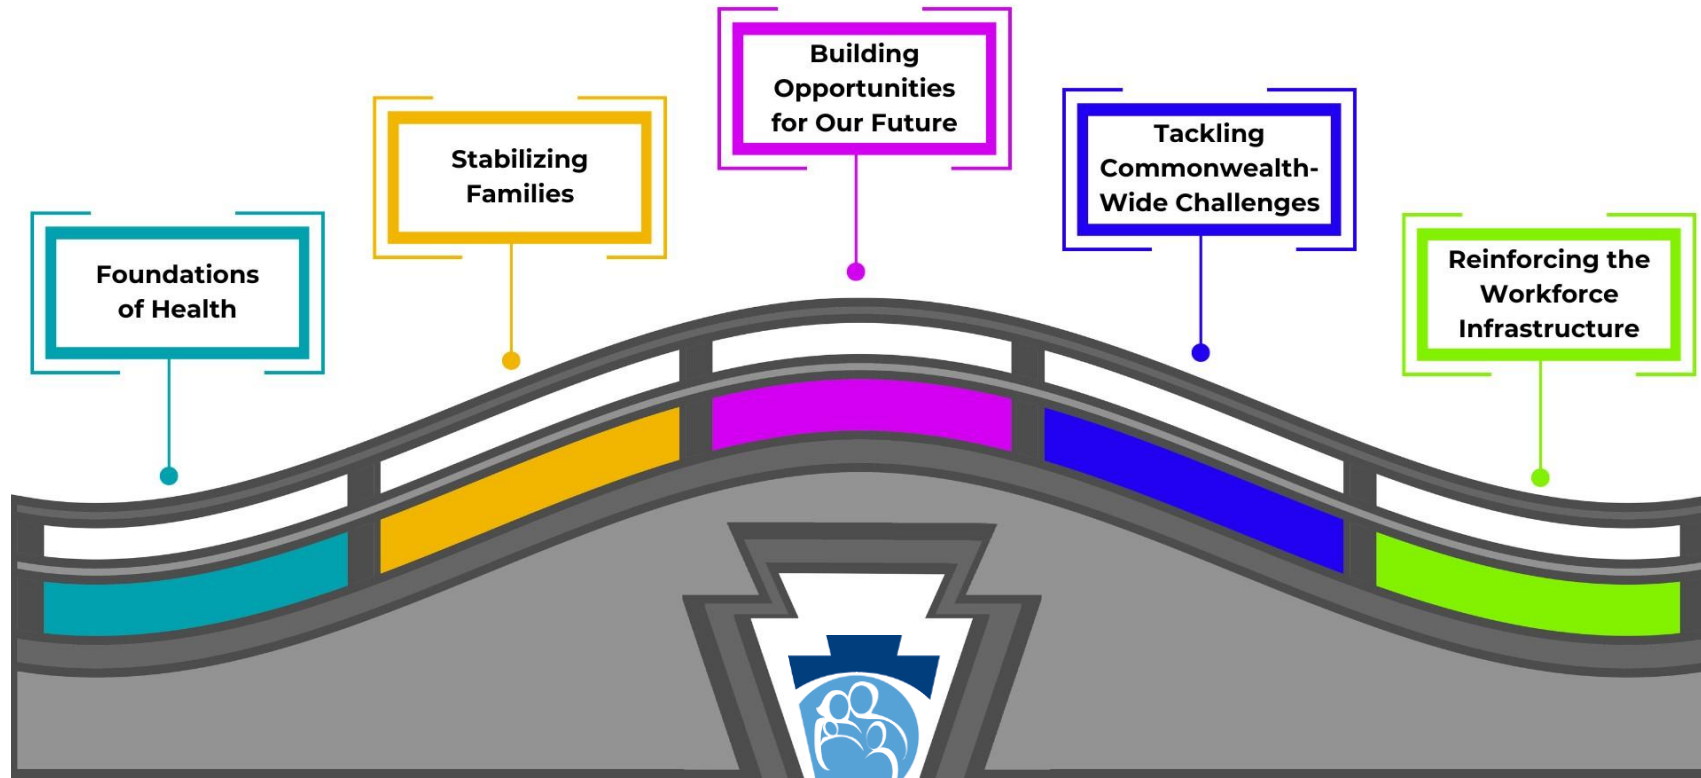 Foundations
of Health
Stabilizing
Families
Building
Opportunities
for Our Future
Tackling
Commonwealth-
Wide Challenges
Reinforcing the
Workforce
Infrastructure